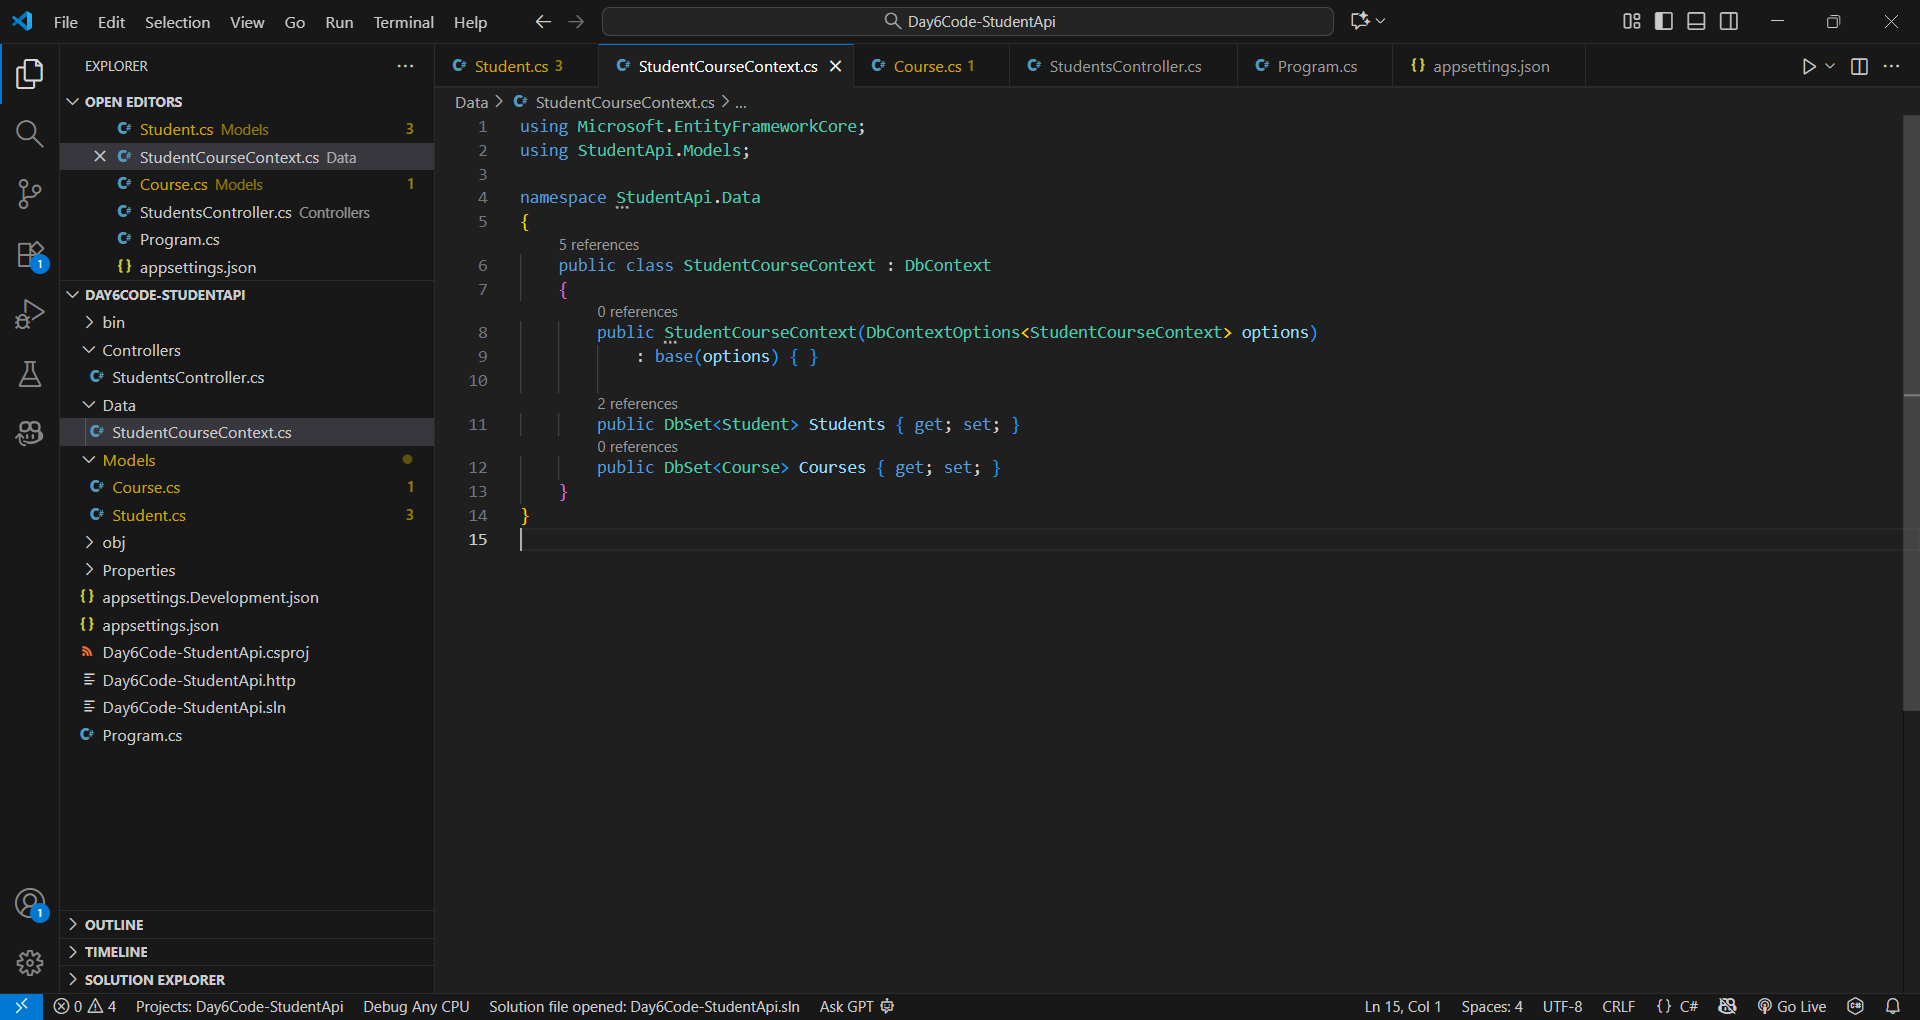 File Edit Selection View Go Run Terminal Help
Day6Code-StudentApi
EXPLORER
OPEN EDITORS
Student.cs Models 3
StudentCourseContext.cs Data
Course.cs Models 1
StudentsController.cs Controllers
Program.cs
{} appsettings.json
DAY6CODE-STUDENTAPI
bin
Controllers
C# StudentsController.cs
Data
C# StudentCourseContext.cs
Models
C# Course.cs 1
C# Student.cs 3
obj
Properties
{} appsettings.Development.json
{} appsettings.json
Day6Code-StudentApi.csproj
Day6Code-StudentApi.http
Day6Code-StudentApi.sln
C# Program.cs
OUTLINE
TIMELINE
SOLUTION EXPLORER
1
1
C# Student.cs 3 C# StudentCourseContext.cs C# Course.cs 1 C# StudentsController.cs C# Program.cs {} appsettings.json
Data > C# StudentCourseContext.cs > ...
1 using Microsoft.EntityFrameworkCore;
2 using StudentApi.Models;
3
4 namespace StudentApi.Data
5 {
5 references
6 public class StudentCourseContext : DbContext
7 {
0 references
8 public StudentCourseContext(DbContextOptions<StudentCourseContext> options)
9 : base(options) { }
10
2 references
11 public DbSet<Student> Students { get; set; }
0 references
12 public DbSet<Course> Courses { get; set; }
13 }
14 }
15
0 4 Projects: Day6Code-StudentApi Debug Any CPU Solution file opened: Day6Code-StudentApi.sln Ask GPT Ln 15, Col 1 Spaces: 4 UTF-8 CRLF {} C# Go Live